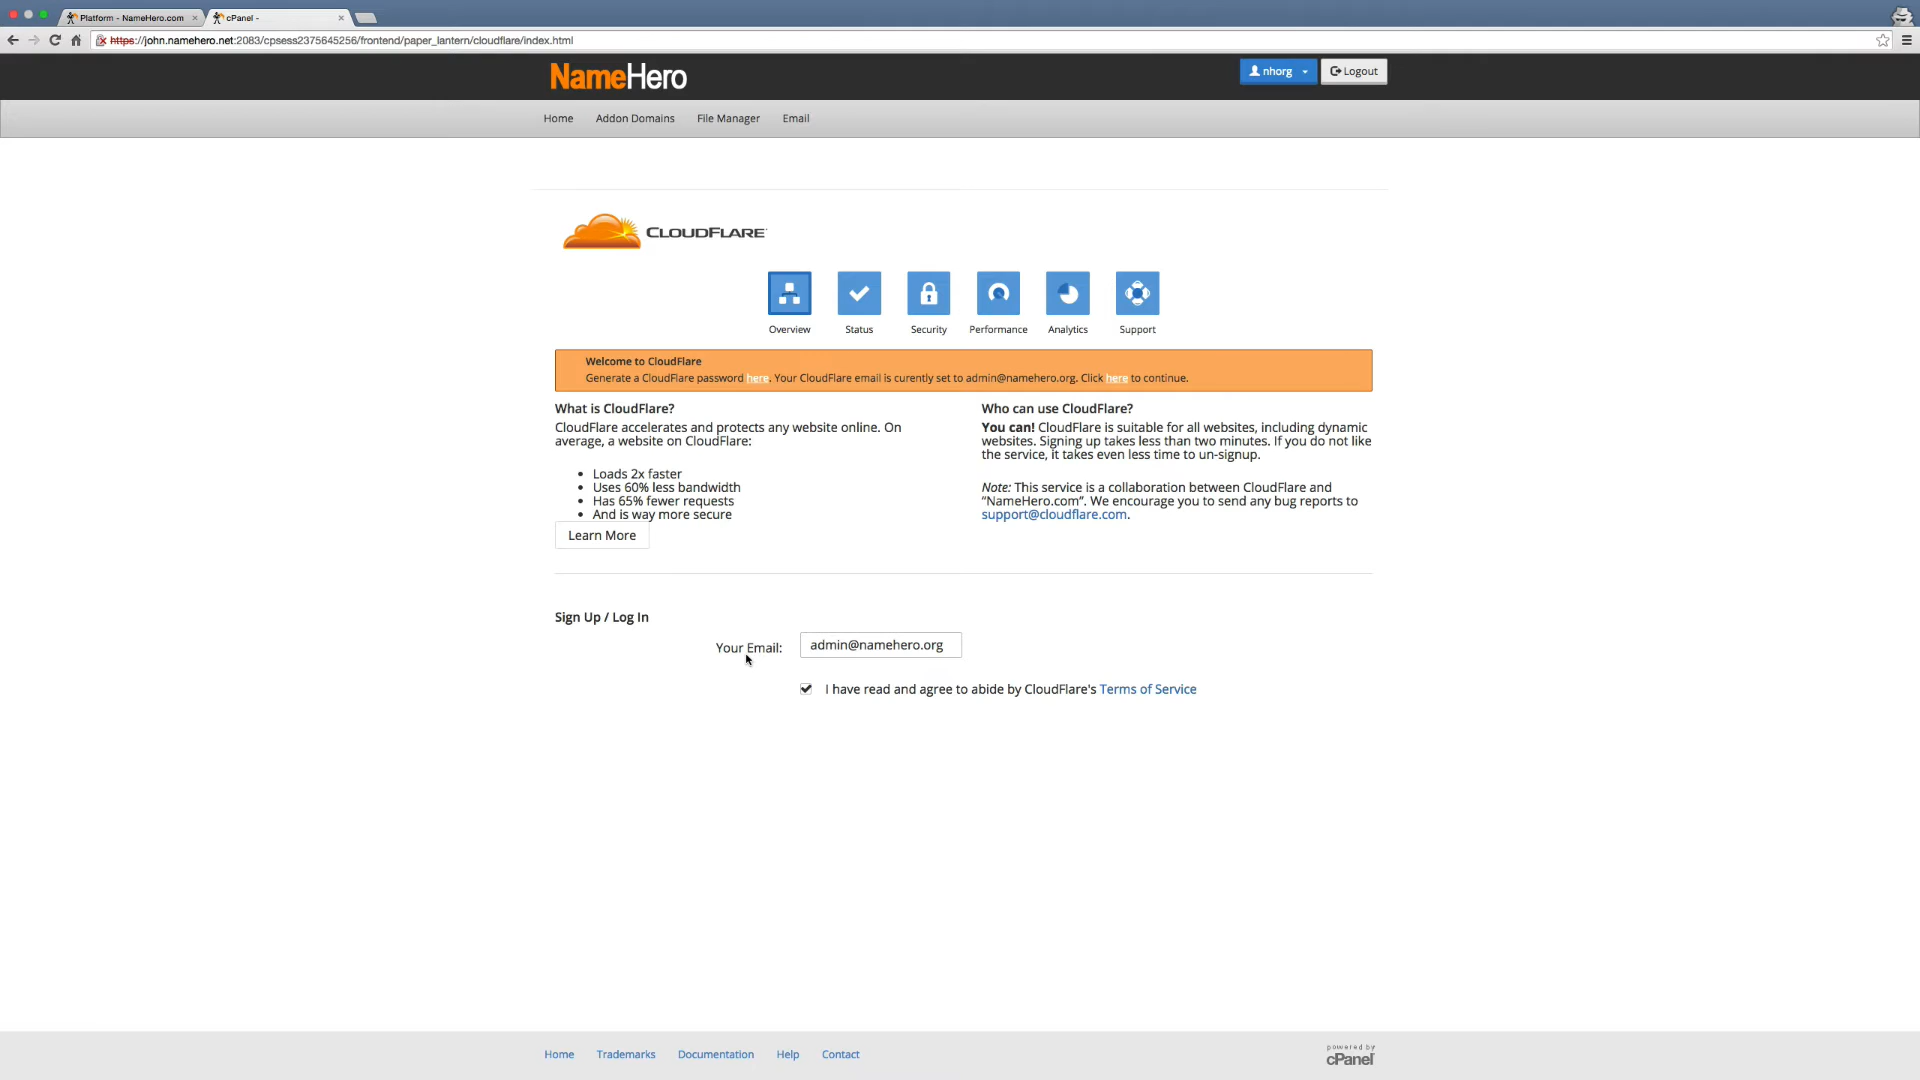 Platform - NameHero.com
cPanel -
https://john.namehero.net:2083/cpsess2375645256/frontend/paper_lantern/cloudflare/index.html
NameHero
nhorg
Logout
Home
Addon Domains
File Manager
Email
CLOUDFLARE
Overview
Status
Security
Performance
Analytics
Support
Welcome to CloudFlare
Generate a CloudFlare password here. Your CloudFlare email is curently set to admin@namehero.org. Click here to continue.
What is CloudFlare?
CloudFlare accelerates and protects any website online. On
average, a website on CloudFlare:
Loads 2x faster
Uses 60% less bandwidth
Has 65% fewer requests
And is way more secure
Learn More
Who can use CloudFlare?
You can! CloudFlare is suitable for all websites, including dynamic
websites. Signing up takes less than two minutes. If you do not like
the service, it takes even less time to un-signup.
Note: This service is a collaboration between CloudFlare and
“NameHero.com”. We encourage you to send any bug reports to
support@cloudflare.com.
Sign Up / Log In
Your Email:
admin@namehero.org
I have read and agree to abide by CloudFlare's Terms of Service
Home
Trademarks
Documentation
Help
Contact
powered by
cPanel